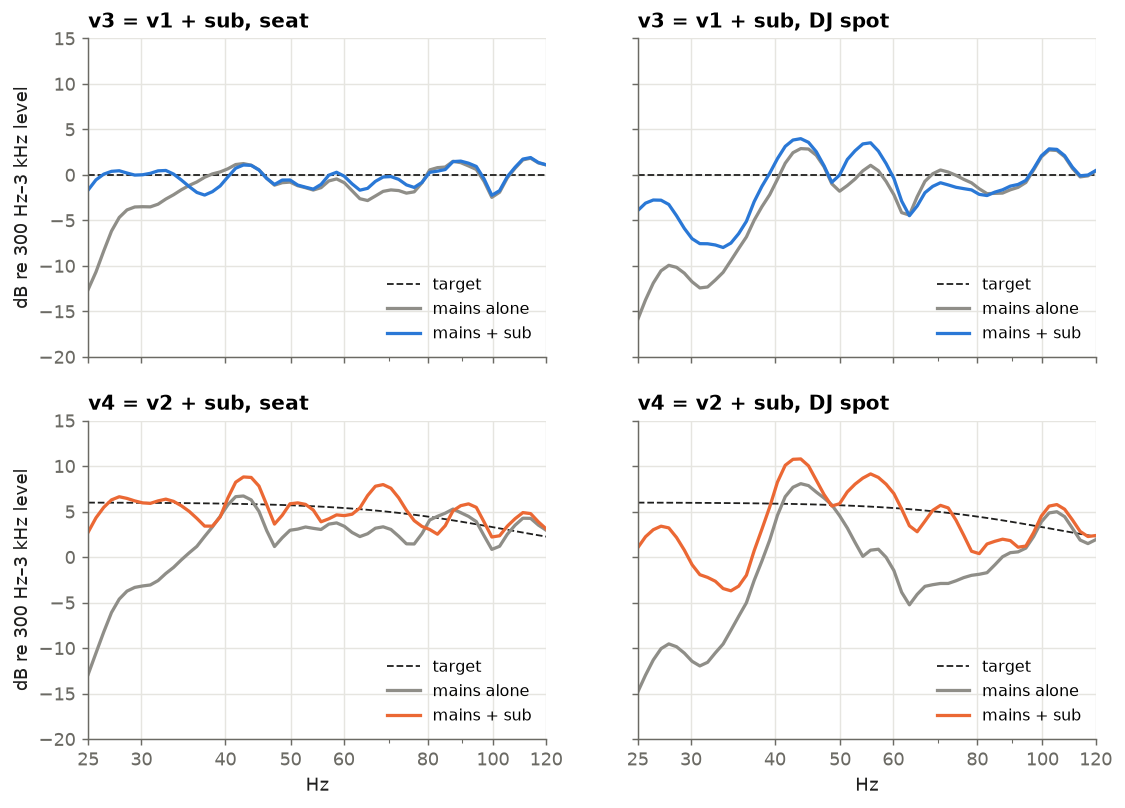 v3 = v1 + sub, seat
v3 = v1 + sub, DJ spot
dB re 300 Hz–3 kHz level
15
10
5
0
−5
−10
−15
−20
target
mains alone
mains + sub
target
mains alone
mains + sub
v4 = v2 + sub, seat
v4 = v2 + sub, DJ spot
dB re 300 Hz–3 kHz level
15
10
5
0
−5
−10
−15
−20
target
mains alone
mains + sub
target
mains alone
mains + sub
25 30 40 50 60 80 100 120
25 30 40 50 60 80 100 120
Hz
Hz